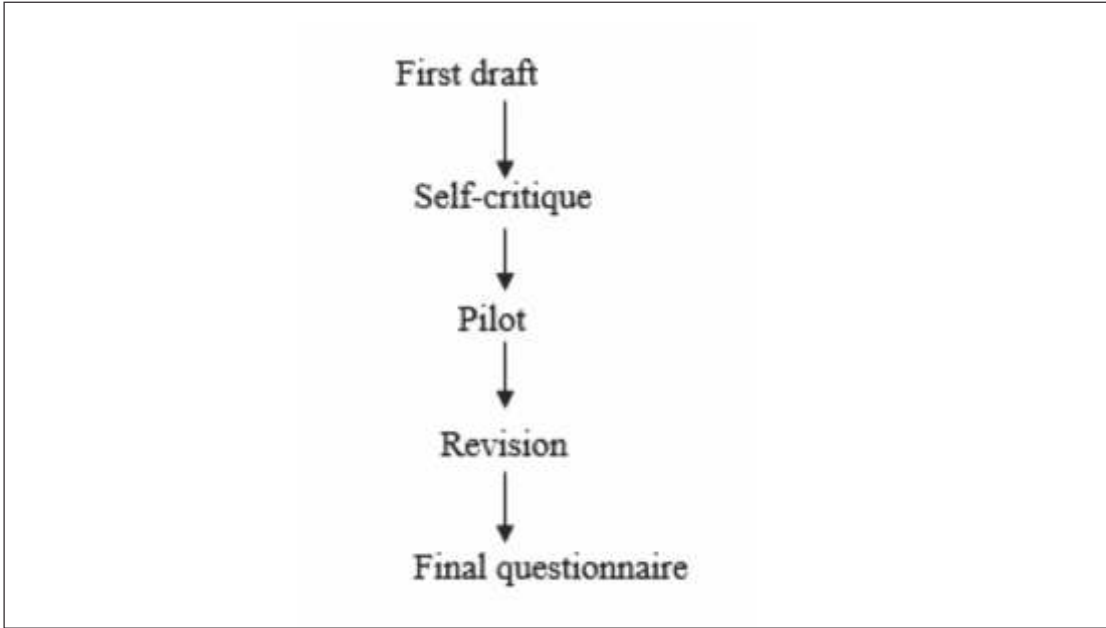 First draft
Self-critique
Pilot
Revision
Final questionnaire